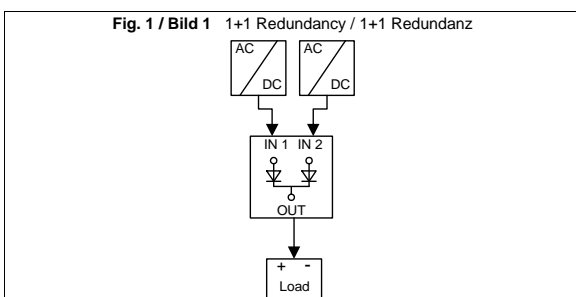 Fig. 1 / Bild 1 1+1 Redundancy / 1+1 Redundanz
AC AC
DC DC
IN 1 IN 2
OUT
+ -
Load